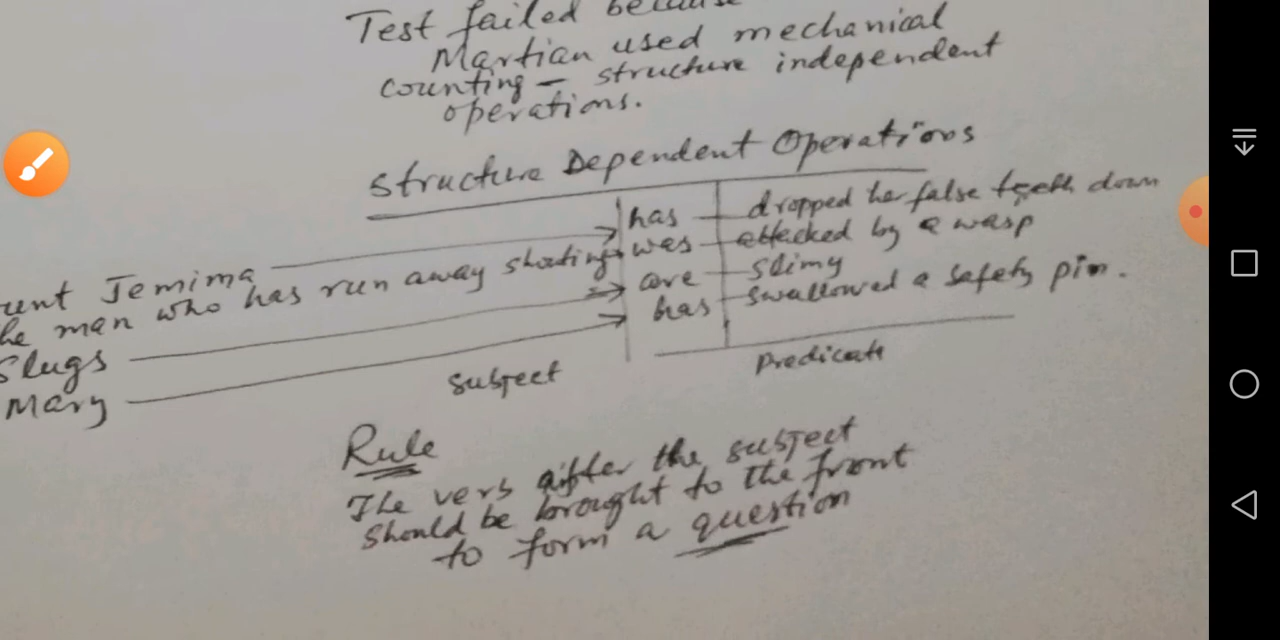 Test failed because
Martian used mechanical
counting — structure independent
operations.
Structure Dependent Operations
Jemima has dropped her false teeth down
man who has run away shouting was attacked by a wasp
Slugs are slimy
Mary has swallowed a safety pin.
Subject Predicate
Rule
The verb after the subject
should be brought to the front
to form a question